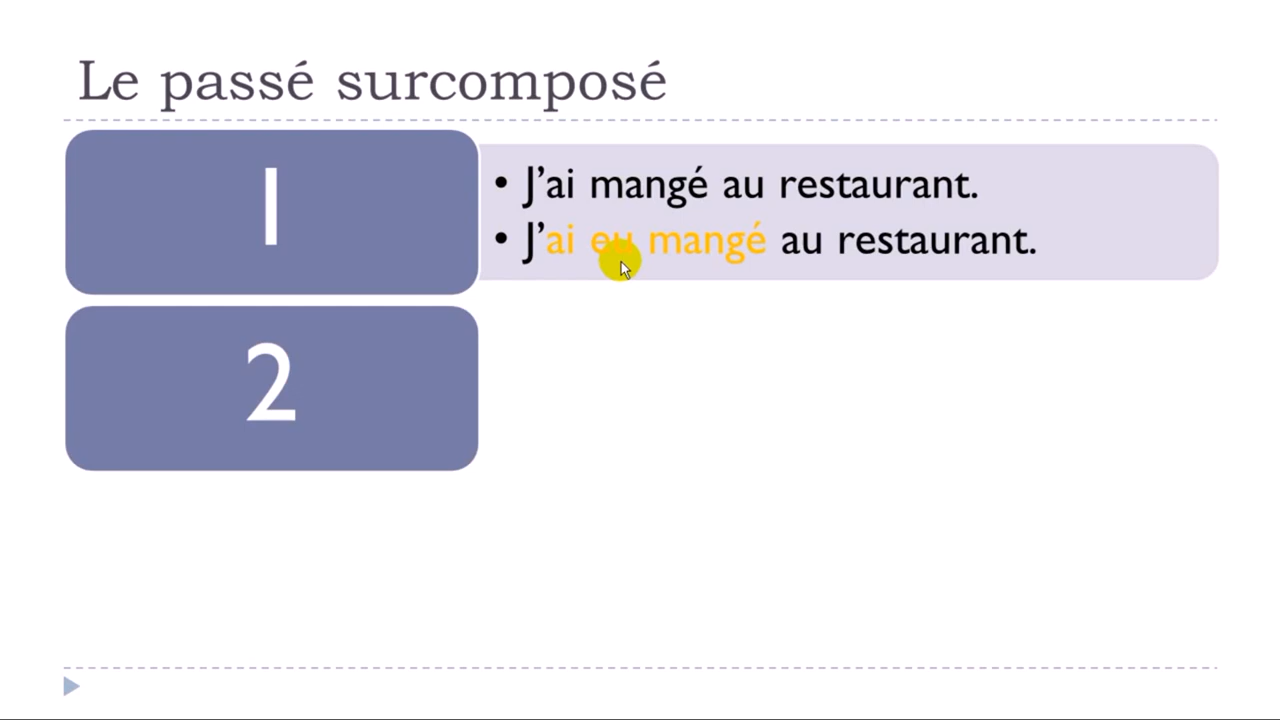 Le passé surcomposé
1
J’ai mangé au restaurant.
J’ai eu mangé au restaurant.
2